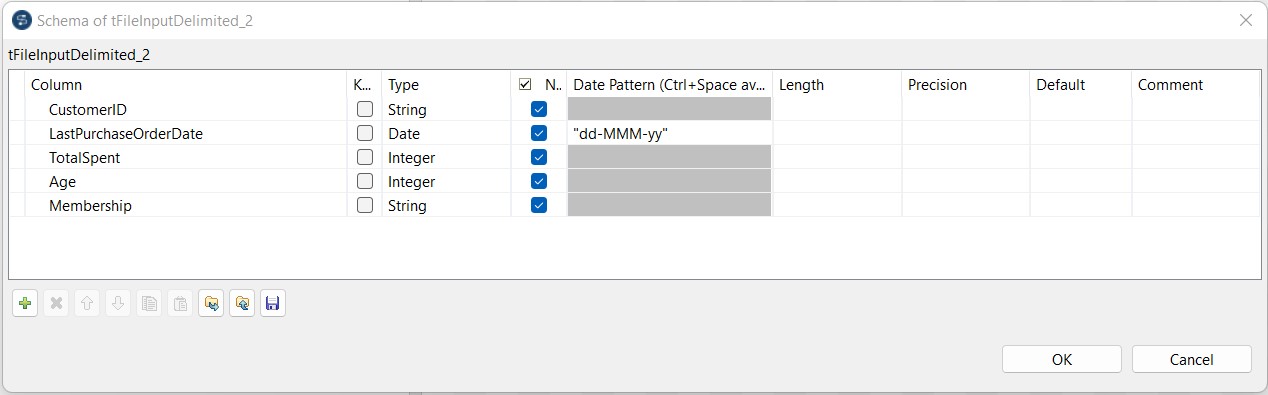 Schema of tFileInputDelimited_2
tFileInputDelimited_2
Column K... Type N.. Date Pattern (Ctrl+Space av... Length Precision Default Comment
CustomerID String
LastPurchaseOrderDate Date "dd-MMM-yy"
TotalSpent Integer
Age Integer
Membership String
OK Cancel